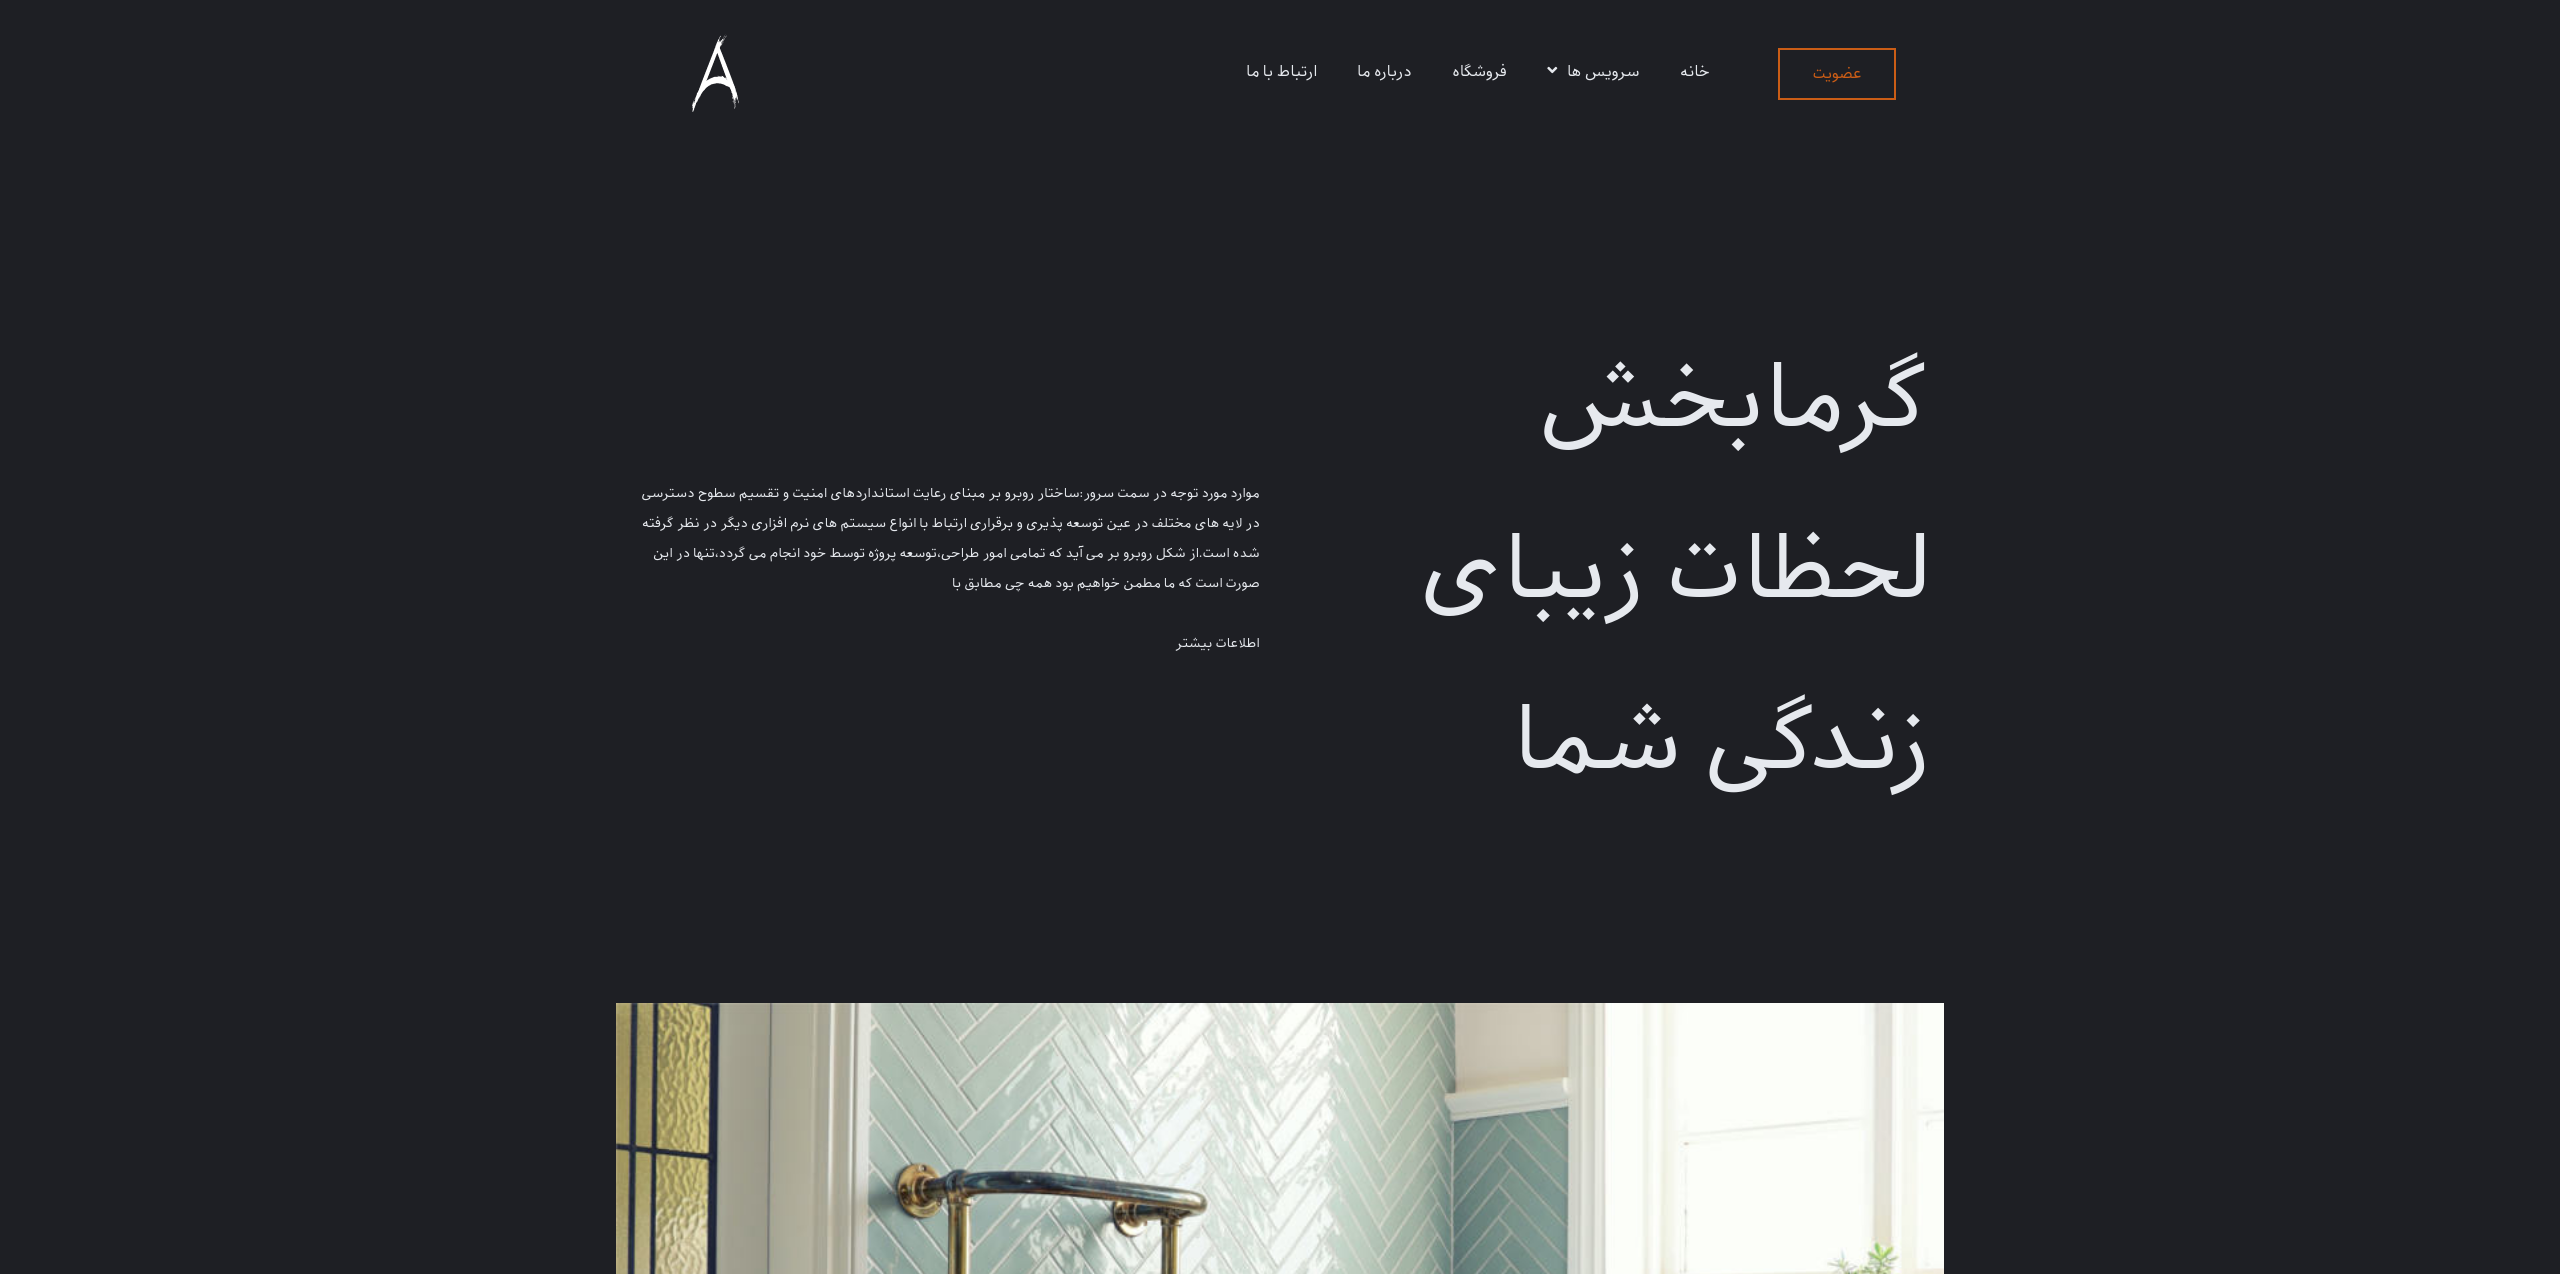 عضویت
خانه
سرویس ها
فروشگاه
درباره ما
ارتباط با ما
A
گرمابخش
لحظات زیبای
زندگی شما
موارد مورد توجه در سمت سرور:ساختار روبرو بر مبنای رعایت استانداردهای امنیت و تقسیم سطوح دسترسی
در لایه های مختلف در عین توسعه پذیری و برقراری ارتباط با انواع سیستم های نرم افزاری دیگر در نظر گرفته
شده است.از شکل روبرو بر می آید که تمامی امور طراحی،توسعه پروژه توسط خود انجام می گردد،تنها در این
صورت است که ما مطمن خواهیم بود همه چی مطابق با
اطلاعات بیشتر